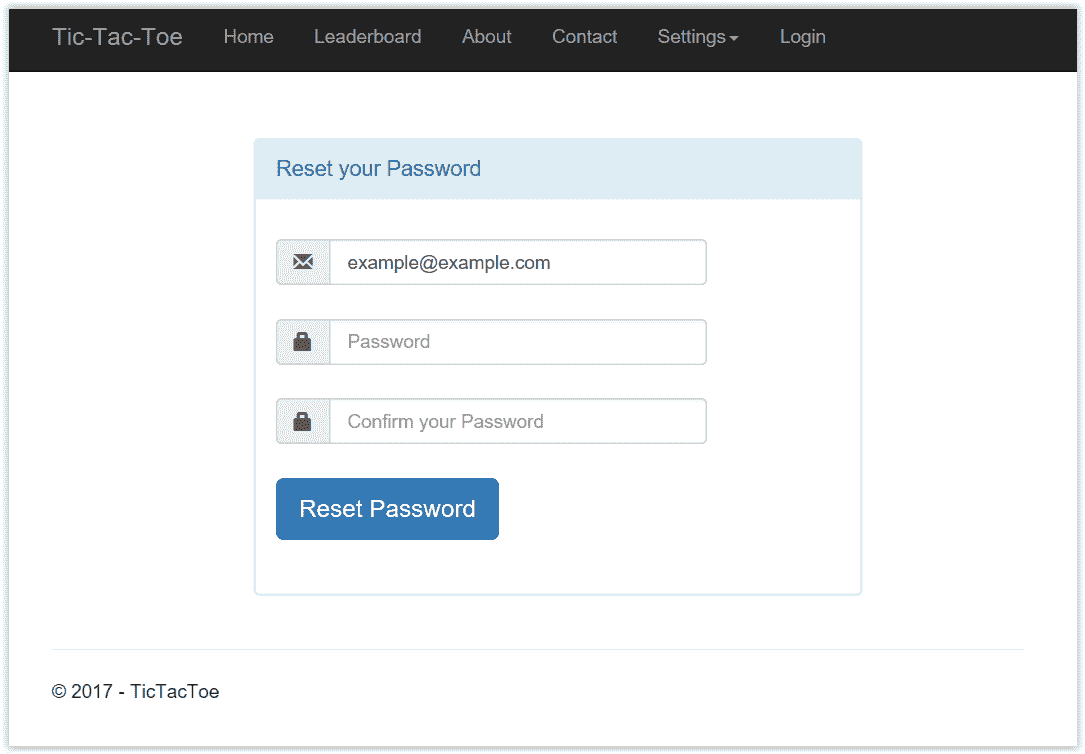 Tic-Tac-Toe Home Leaderboard About Contact Settings Login
Reset your Password
example@example.com
Password
Confirm your Password
Reset Password
© 2017 - TicTacToe